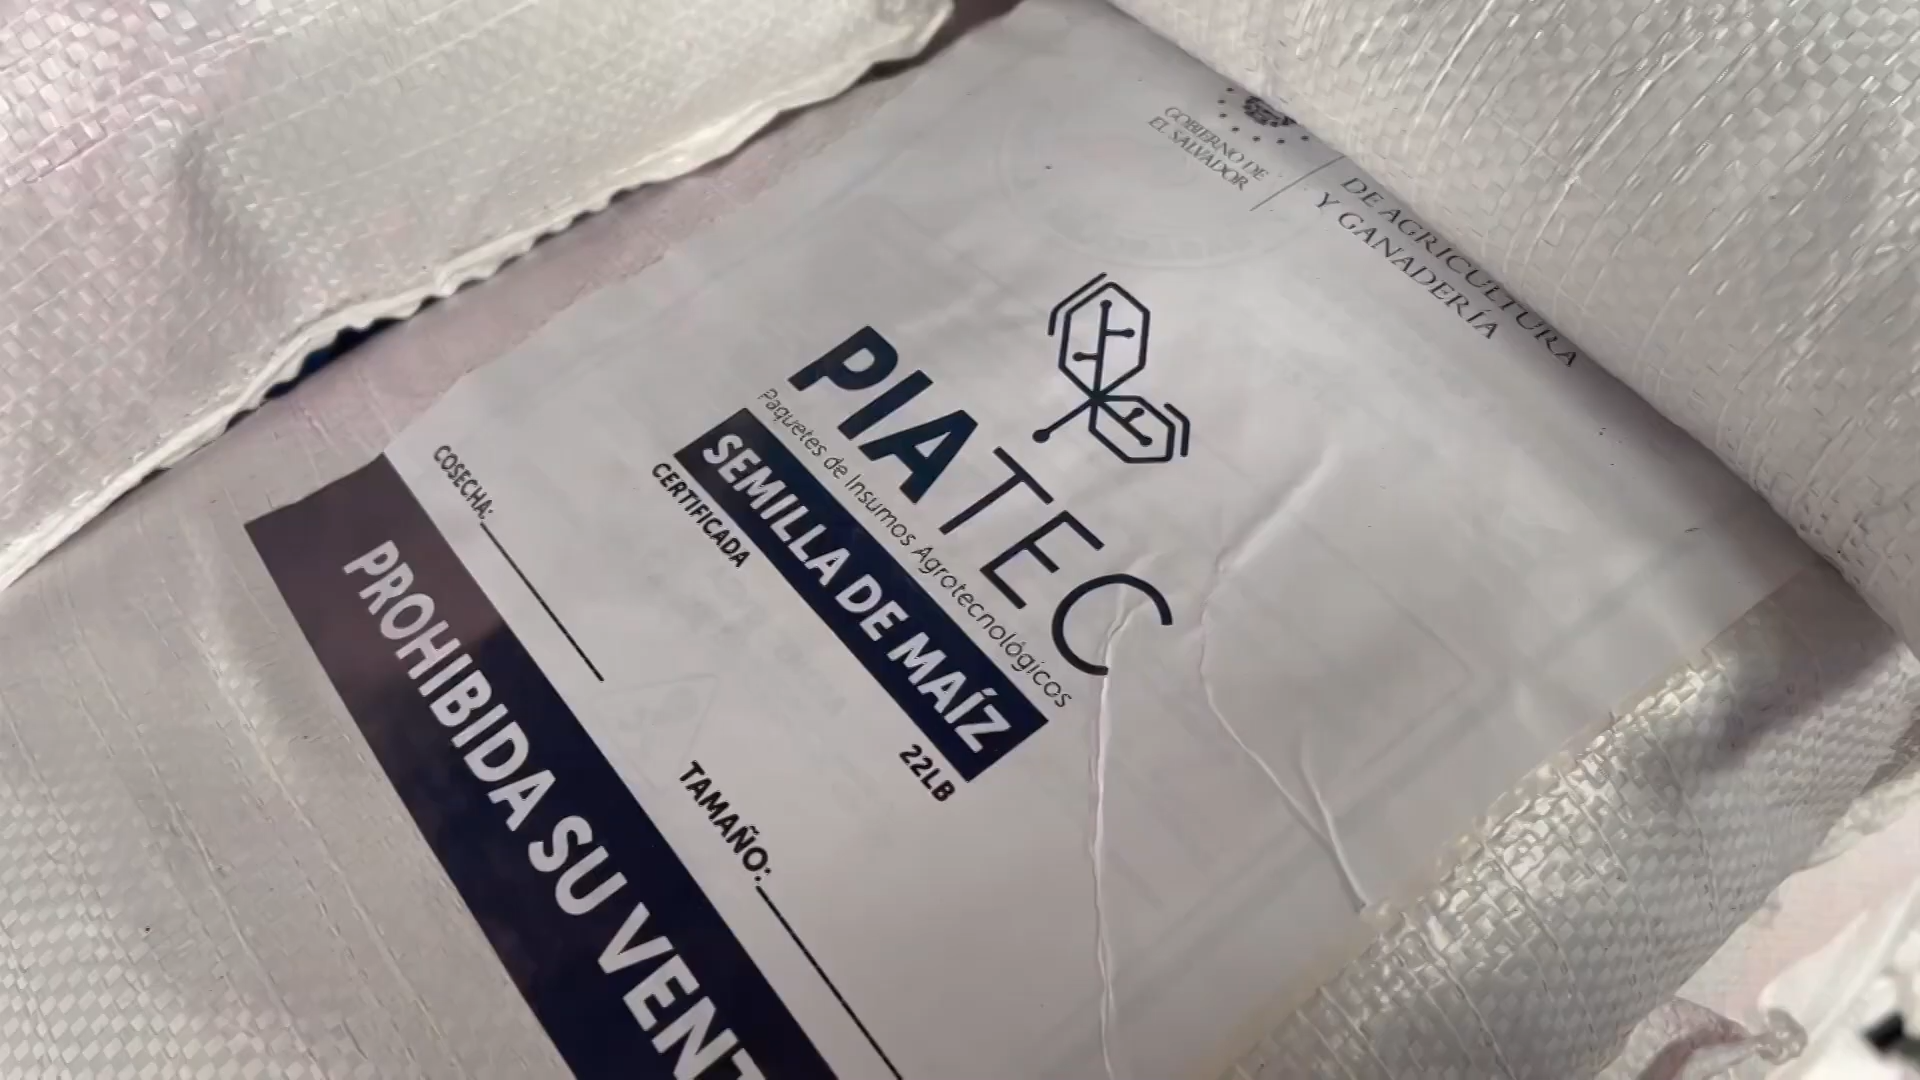 GOBIERNO DE
EL SALVADOR
DE AGRICULTURA
Y GANADERÍA
PIATEC
Paquetes de Insumos Agrotecnológicos
SEMILLA DE MAÍZ
CERTIFICADA
22LB
COSECHA:
TAMAÑO:
PROHIBIDA SU VENT